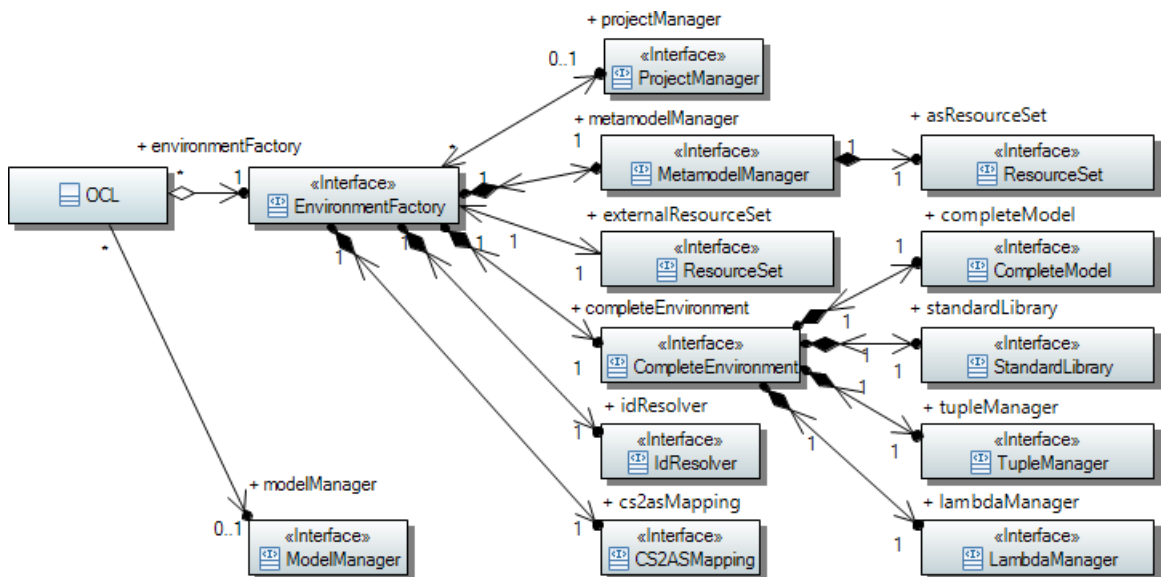 + projectManager
0..1
«Interface»
ProjectManager
*
+ metamodelManager
1
1
«Interface»
MetamodelManager
1
+ asResourceSet
1
«Interface»
ResourceSet
+ environmentFactory
OCL
*
1
«Interface»
EnvironmentFactory
+ externalResourceSet
1
1
«Interface»
ResourceSet
+ completeModel
1
1
«Interface»
CompleteModel
1
1
1
+ completeEnvironment
1
«Interface»
CompleteEnvironment
+ standardLibrary
1
1
«Interface»
StandardLibrary
+ idResolver
1
«Interface»
IdResolver
1
1
+ tupleManager
1
«Interface»
TupleManager
*
+ modelManager
0..1
«Interface»
ModelManager
+ cs2asMapping
1
«Interface»
CS2ASMapping
+ lambdaManager
1
«Interface»
LambdaManager